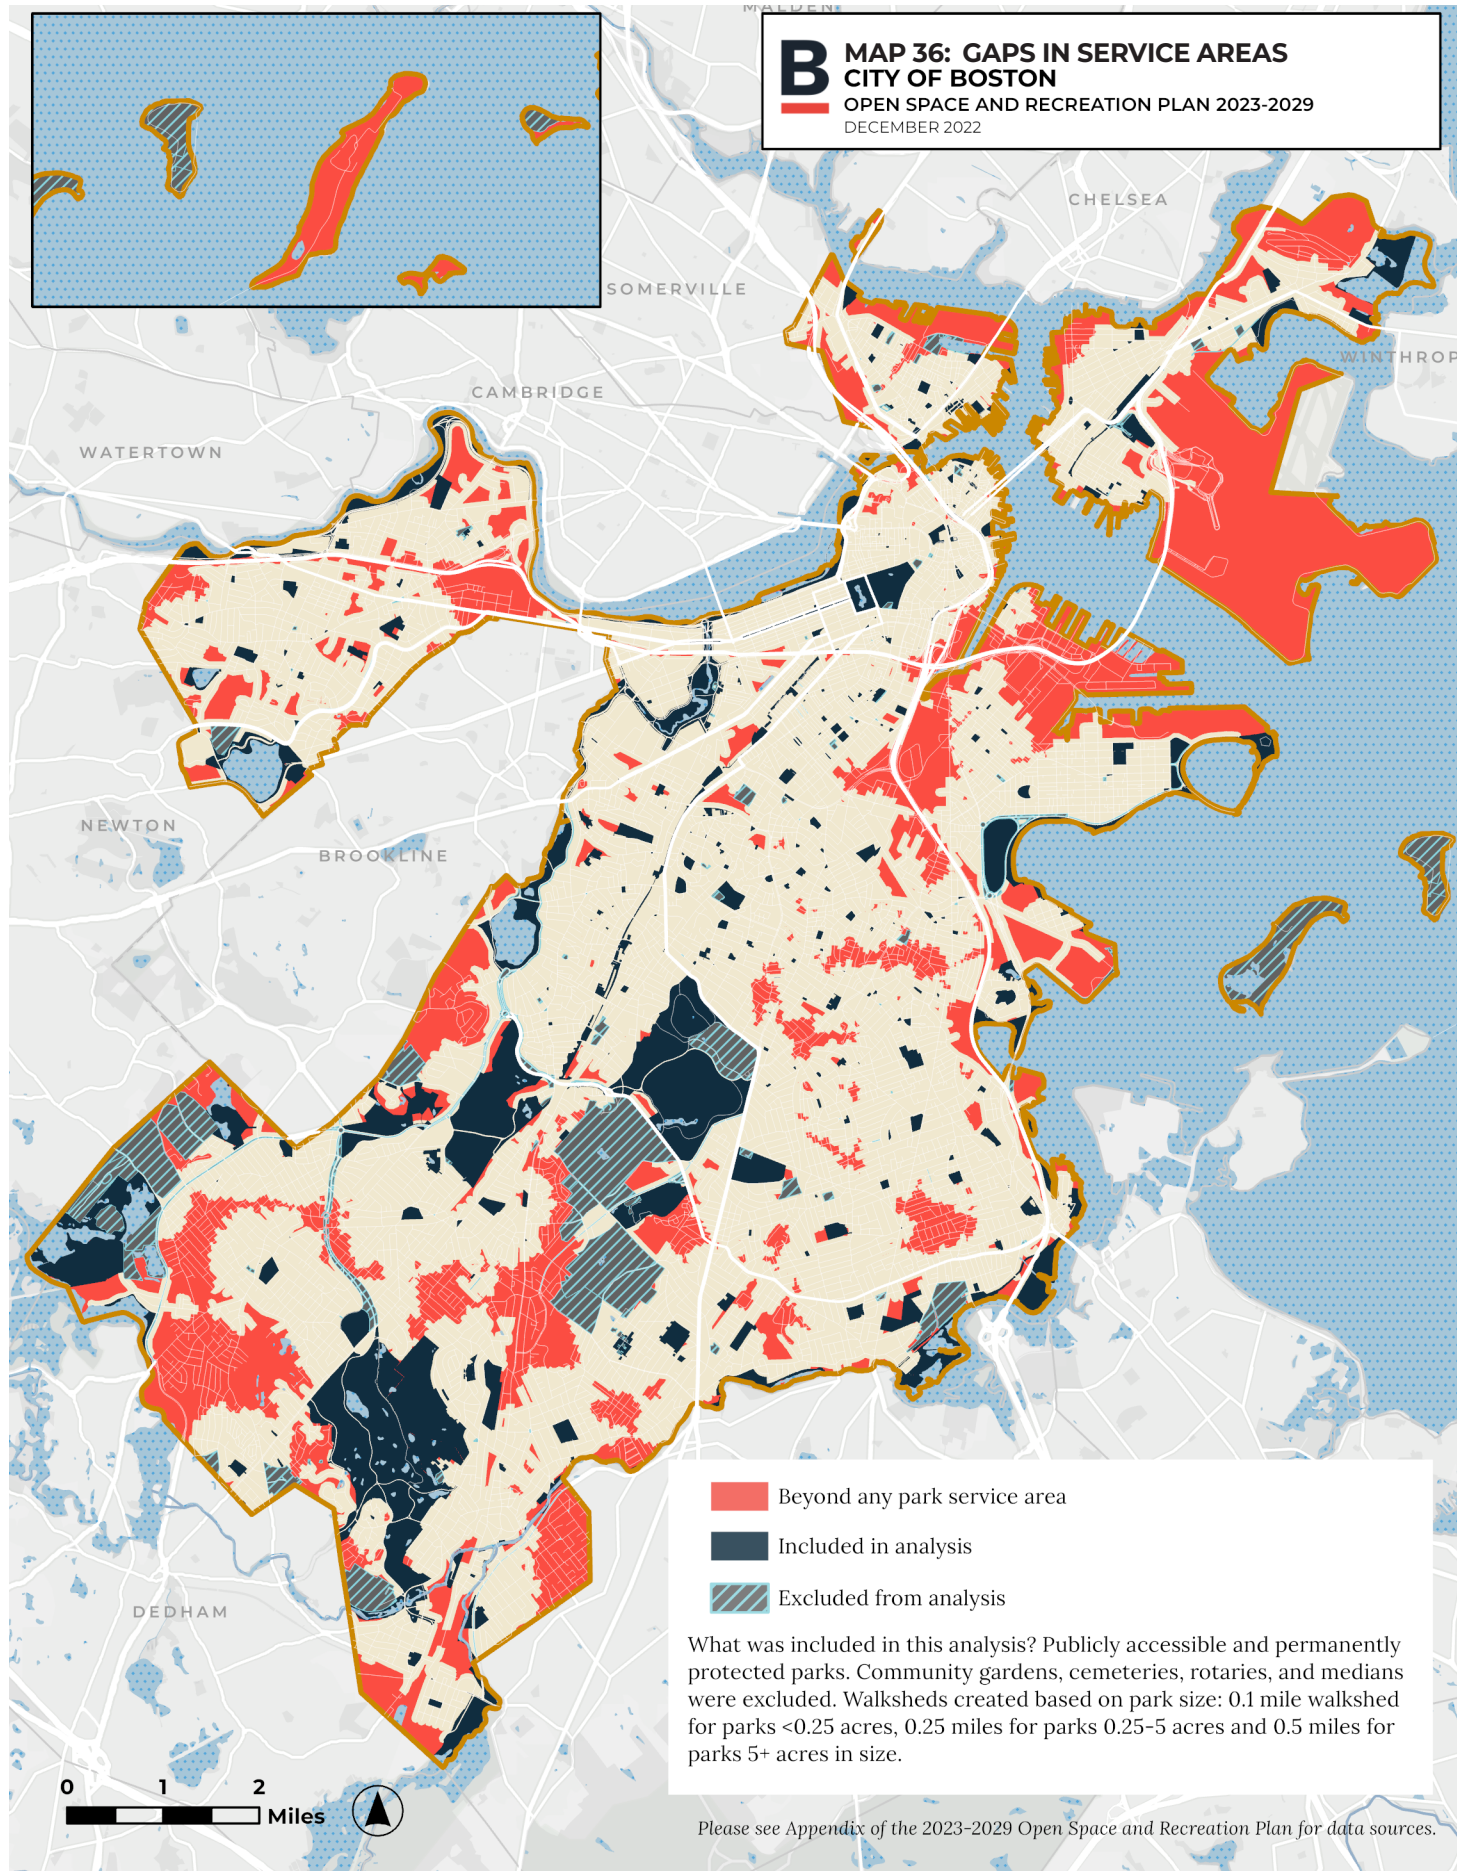 MALDEN
B
MAP 36: GAPS IN SERVICE AREAS
CITY OF BOSTON
OPEN SPACE AND RECREATION PLAN 2023-2029
DECEMBER 2022
CHELSEA
SOMERVILLE
WINTHROP
CAMBRIDGE
WATERTOWN
NEWTON
BROOKLINE
DEDHAM
Beyond any park service area
Included in analysis
Excluded from analysis
What was included in this analysis? Publicly accessible and permanently
protected parks. Community gardens, cemeteries, rotaries, and medians
were excluded. Walksheds created based on park size: 0.1 mile walkshed
for parks <0.25 acres, 0.25 miles for parks 0.25-5 acres and 0.5 miles for
parks 5+ acres in size.
0 1 2
Miles
Please see Appendix of the 2023-2029 Open Space and Recreation Plan for data sources.